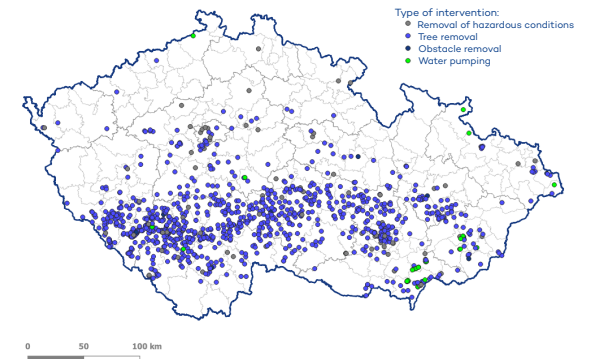 Type of intervention:
Removal of hazardous conditions
Tree removal
Obstacle removal
Water pumping
0 50 100 km